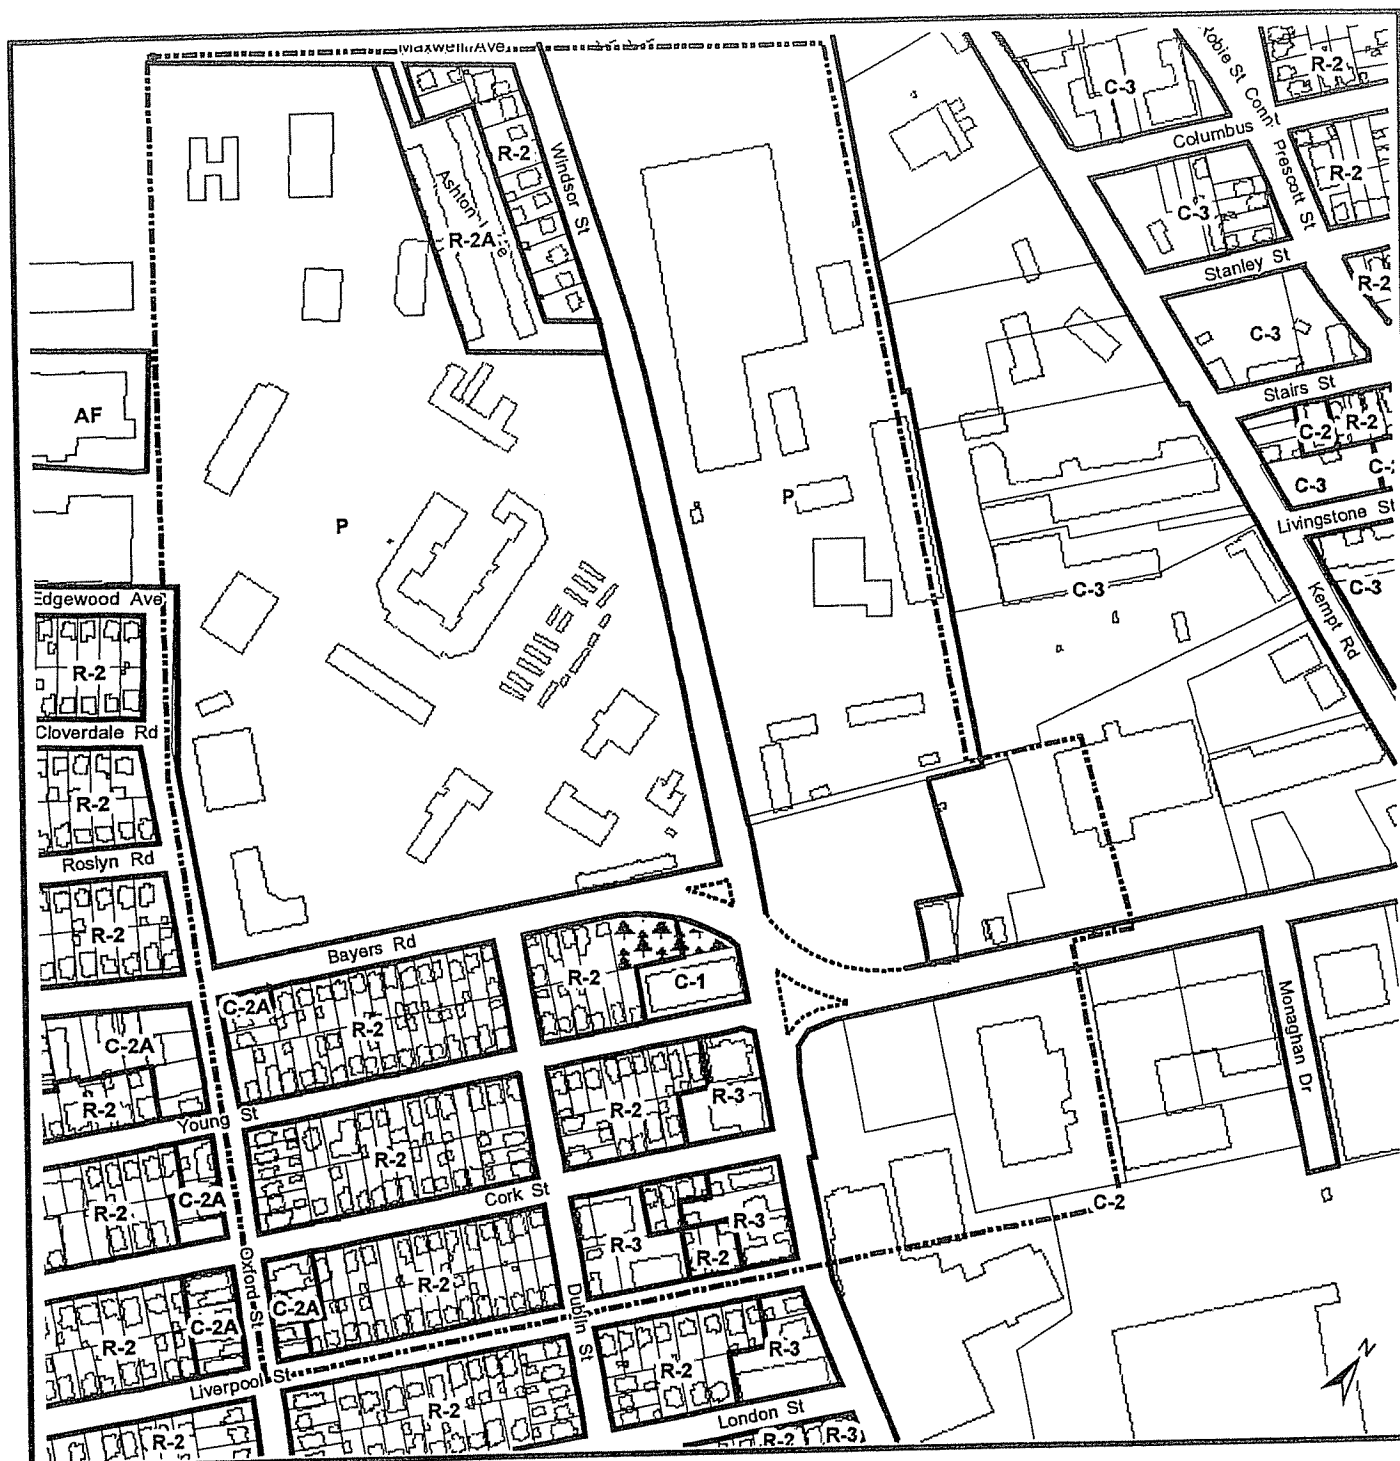 Maxwell Ave
Robie St Conn
R-2
C-3
Columbus St
R-2
Windsor St
Prescott St
R-2
Ashton
C-3
R-2A
Stanley St
R-2
C-3
Stairs St
AF
C-2
R-2
P
P
C-3
Livingstone St
Edgewood Ave
C-3
C-3
Kempt Rd
R-2
Cloverdale Rd
R-2
Roslyn Rd
R-2
Bayers Rd
R-2
C-1
C-2A
R-2
C-2A
Monaghan Dr
R-2
Young St
R-2
R-3
R-2
R-2
C-2A
Cork St
C-2
R-3
R-3
R-2
Oxford St
R-2
C-2A
C-2A
Dublin St
R-2
R-3
R-2
Liverpool St
R-2
London St
R-2
R-2
R-3
N